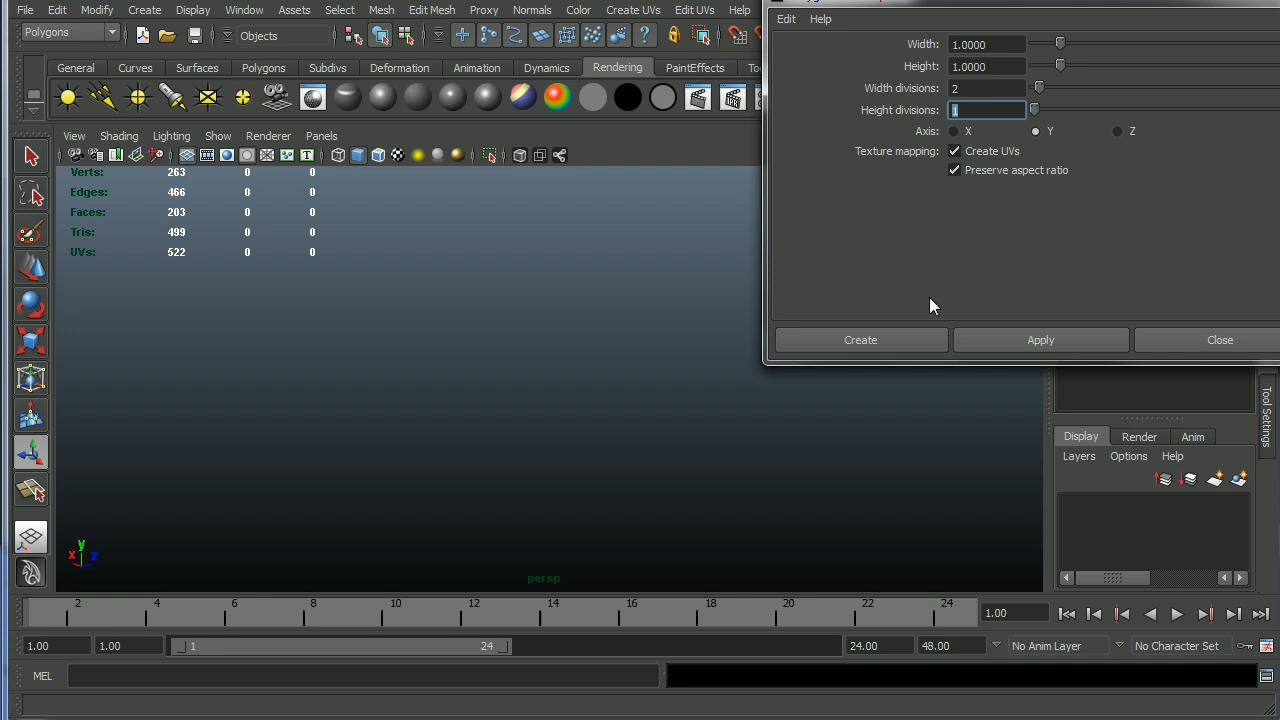 File Edit Modify Create Display Window Assets Select Mesh Edit Mesh Proxy Normals Color Create UVs Edit UVs Help
Polygons Objects
General Curves Surfaces Polygons Subdivs Deformation Animation Dynamics Rendering PaintEffects
View Shading Lighting Show Renderer Panels
Verts: 263 0 0
Edges: 466 0 0
Faces: 203 0 0
Tris: 499 0 0
UVs: 522 0 0
Edit Help
Width: 1.0000
Height: 1.0000
Width divisions: 2
Height divisions: 1
Axis: X Y Z
Texture mapping: Create UVs
Preserve aspect ratio
Create Apply Close
Tool Settings
Display Render Anim
Layers Options Help
y
x z
persp
2 4 6 8 10 12 14 16 18 20 22 24 1.00
1.00 1.00 1 24 24.00 48.00 No Anim Layer No Character Set
MEL